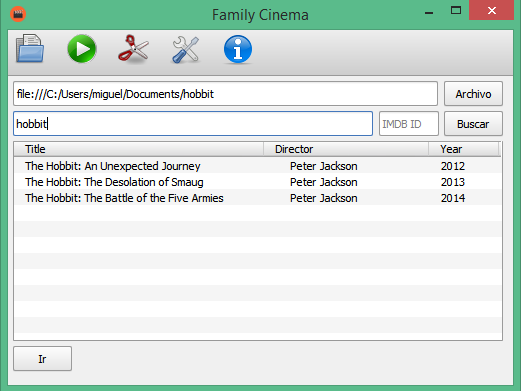 Family Cinema
file:///C:/Users/miguel/Documents/hobbit Archivo
hobbit IMDB ID Buscar
Title Director Year
The Hobbit: An Unexpected Journey Peter Jackson 2012
The Hobbit: The Desolation of Smaug Peter Jackson 2013
The Hobbit: The Battle of the Five Armies Peter Jackson 2014
Ir